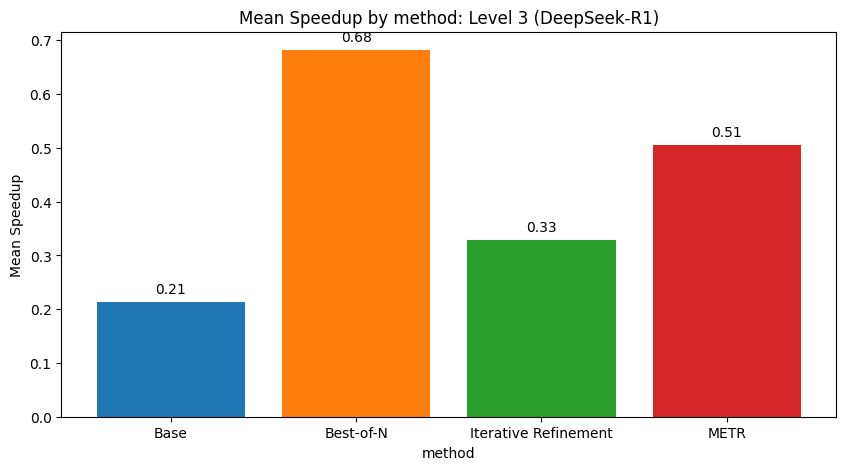 Mean Speedup by method: Level 3 (DeepSeek-R1)
Mean Speedup
0.7
0.6
0.5
0.4
0.3
0.2
0.1
0.0
0.21
0.68
0.33
0.51
Base
Best-of-N
Iterative Refinement
METR
method